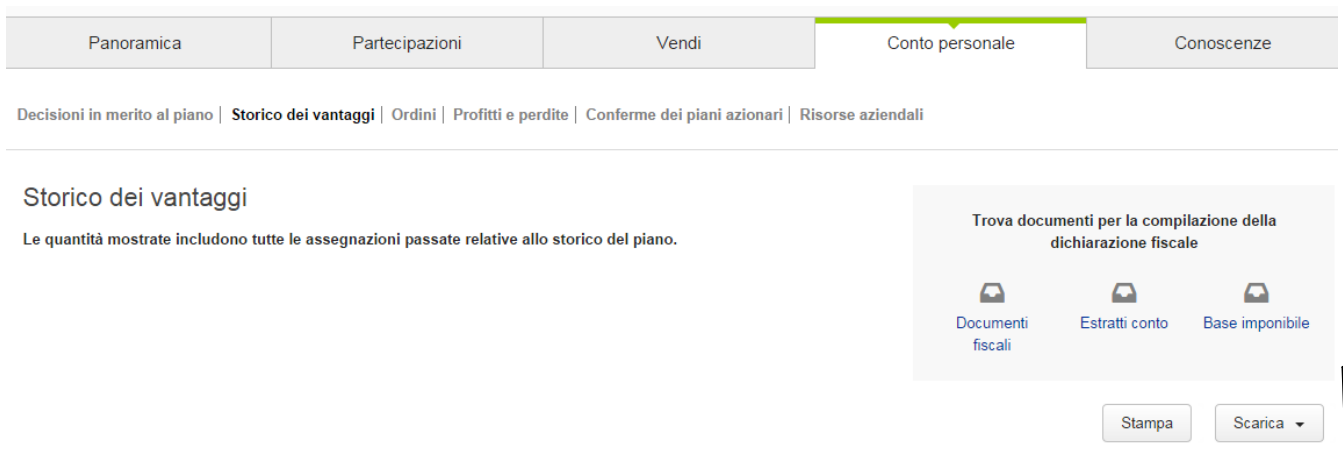 Panoramica
Partecipazioni
Vendi
Conto personale
Conoscenze
Decisioni in merito al piano | Storico dei vantaggi | Ordini | Profitti e perdite | Conferme dei piani azionari | Risorse aziendali
Storico dei vantaggi
Le quantità mostrate includono tutte le assegnazioni passate relative allo storico del piano.
Trova documenti per la compilazione della
dichiarazione fiscale
Documenti
fiscali
Estratti conto
Base imponibile
Stampa
Scarica